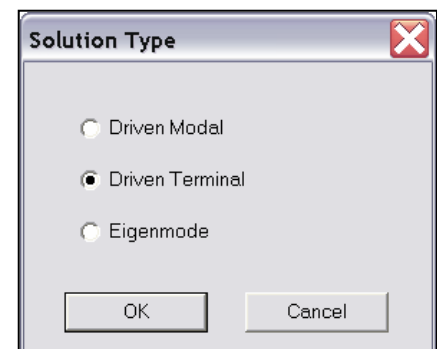 Solution Type
Driven Modal
Driven Terminal
Eigenmode
OK Cancel